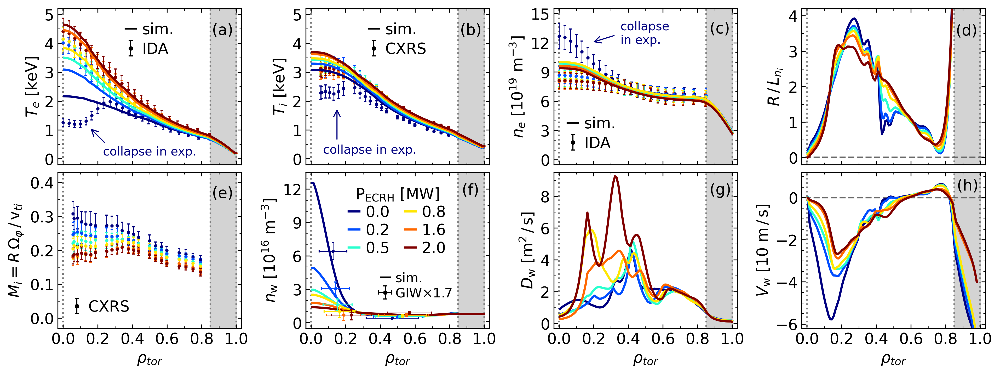 5
4
3
2
1
0
T_e [keV]
sim.
IDA
(a)
collapse in exp.
5
4
3
2
1
0
T_i [keV]
sim.
CXRS
(b)
collapse in exp.
15
12
9
6
3
0
n_e [10^19 m^−3]
collapse
in exp.
(c)
sim.
IDA
4
3
2
1
0
R / L_{n_i}
(d)
0.4
0.3
0.2
0.1
0.0
M_i = R Ω_φ / v_{ti}
(e)
CXRS
0.0 0.2 0.4 0.6 0.8 1.0
ρ_tor
12
9
6
3
0
n_w [10^16 m^−3]
(f)
P_ECRH [MW]
0.0 0.8
0.2 1.6
0.5 2.0
sim.
GIW×1.7
0.0 0.2 0.4 0.6 0.8 1.0
ρ_tor
8
6
4
2
0
D_w [m^2 / s]
(g)
0.0 0.2 0.4 0.6 0.8 1.0
ρ_tor
0
−2
−4
−6
V_w [10 m / s]
(h)
0.0 0.2 0.4 0.6 0.8 1.0
ρ_tor